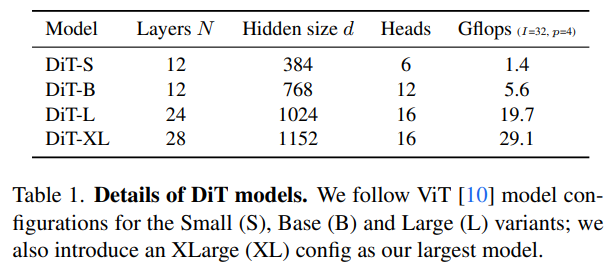 Model Layers N Hidden size d Heads Gflops (I=32, p=4)
DiT-S 12 384 6 1.4
DiT-B 12 768 12 5.6
DiT-L 24 1024 16 19.7
DiT-XL 28 1152 16 29.1
Table 1. Details of DiT models. We follow ViT [10] model con-
figurations for the Small (S), Base (B) and Large (L) variants; we
also introduce an XLarge (XL) config as our largest model.